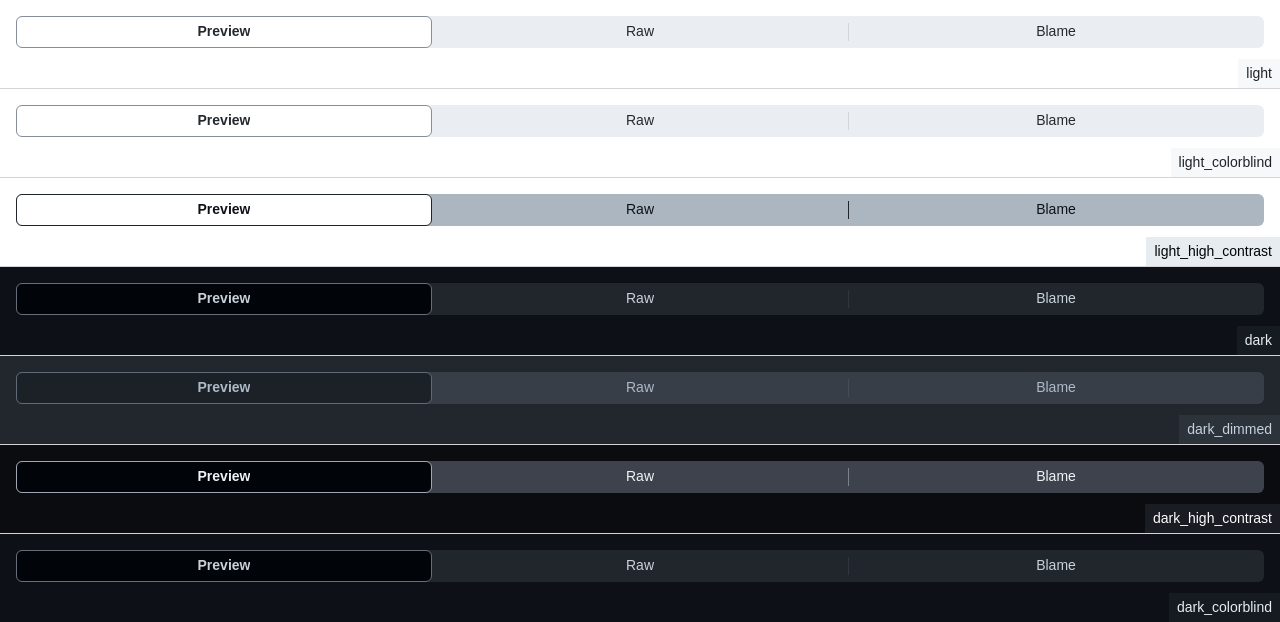 Preview Raw Blame
light
Preview Raw Blame
light_colorblind
Preview Raw Blame
light_high_contrast
Preview Raw Blame
dark
Preview Raw Blame
dark_dimmed
Preview Raw Blame
dark_high_contrast
Preview Raw Blame
dark_colorblind